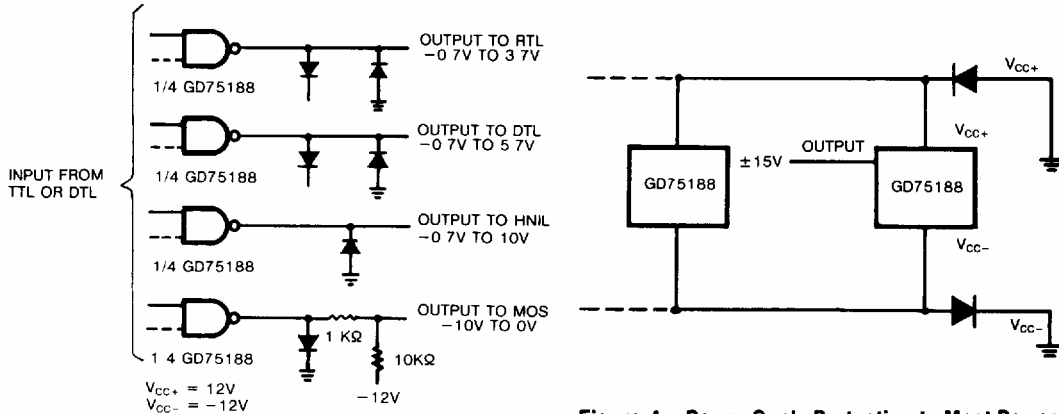 OUTPUT TO RTL
−0 7V TO 3 7V
1/4 GD75188
OUTPUT TO DTL
−0 7V TO 5 7V
1/4 GD75188
INPUT FROM
TTL OR DTL
OUTPUT TO HNIL
−0 7V TO 10V
1/4 GD75188
OUTPUT TO MOS
−10V TO 0V
1 KΩ
1 4 GD75188
10KΩ
−12V
VCC+ = 12V
VCC− = −12V
VCC+
VCC+
OUTPUT
±15V
GD75188
GD75188
VCC−
VCC−